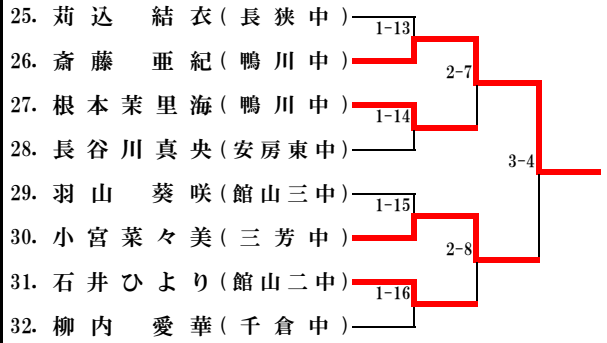 25. 苅込 結衣(長狭中)
1-13
26. 斎藤 亜紀(鴨川中)
2-7
27. 根本茉里海(鴨川中)
1-14
28. 長谷川真央(安房東中)
3-4
29. 羽山 葵咲(館山三中)
1-15
30. 小宮菜々美(三芳中)
2-8
31. 石井ひより(館山二中)
1-16
32. 柳内 愛華(千倉中)